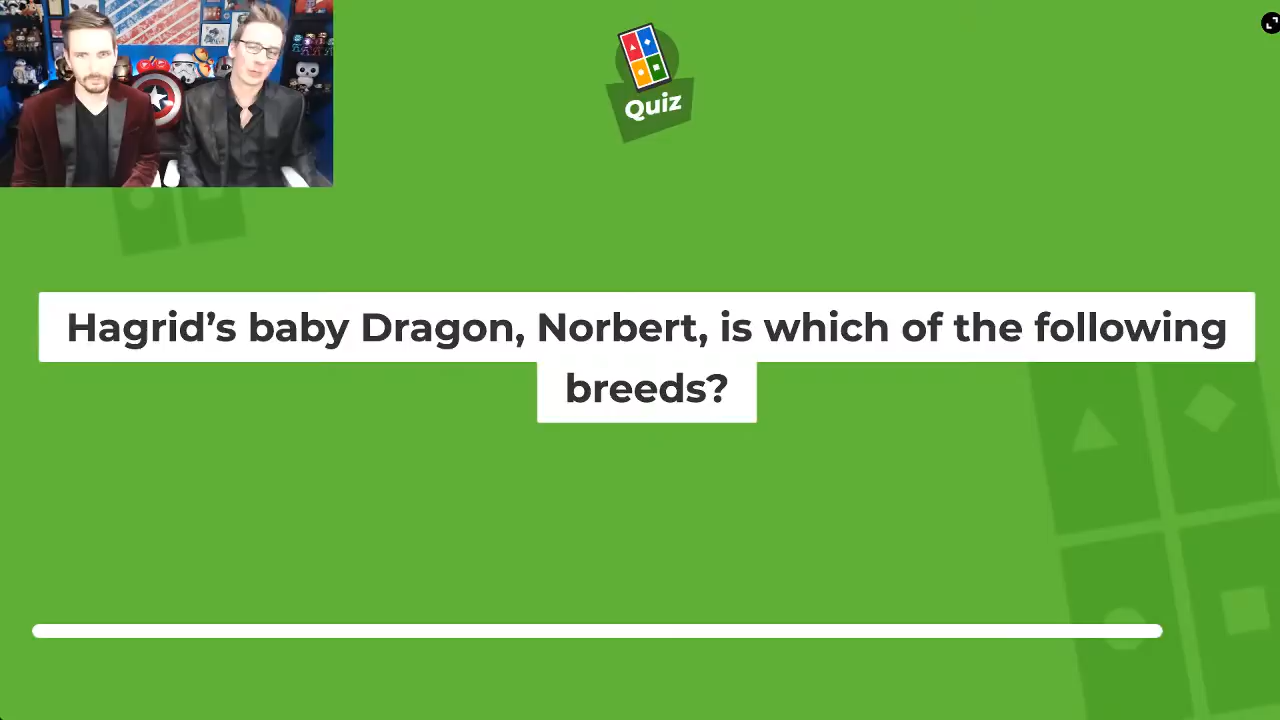 Quiz
Hagrid’s baby Dragon, Norbert, is which of the following
breeds?